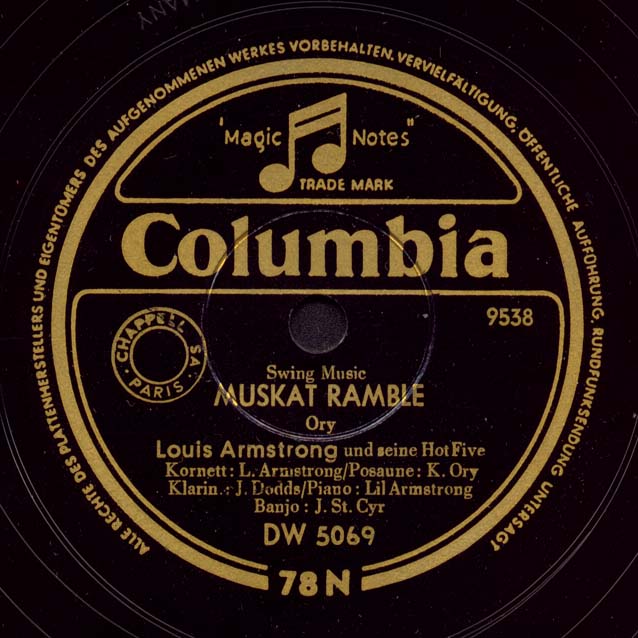 MANY
ALLE RECHTE DES PLATTENHERSTELLERS UND EIGENTÜMERS DES AUFGENOMMENEN WERKES VORBEHALTEN. VERVIELFÄLTIGUNG, ÖFFENTLICHE AUFFÜHRUNG, RUNDFUNKSENDUNG UNTERSAGT
'Magic Notes"
TRADE MARK
Columbia
9538
CHAPPELL SA
PARIS
Swing Music
MUSKAT RAMBLE
Ory
Louis Armstrong und seine Hot Five
Kornett: L. Armstrong/Posaune: K. Ory
Klarin.: J. Dodds/Piano: Lil Armstrong
Banjo: J. St. Cyr
DW 5069
78 N